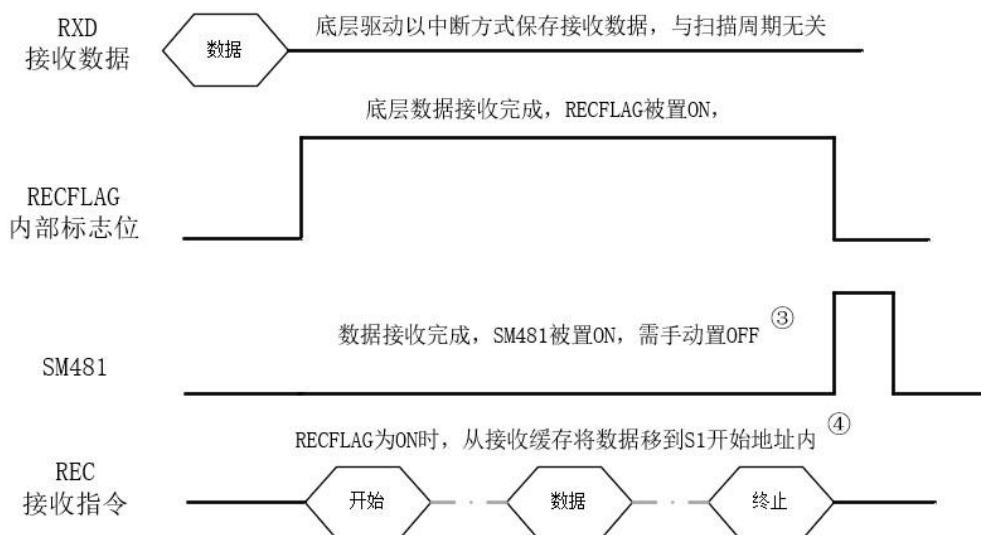 RXD
接收数据
数据
底层驱动以中断方式保存接收数据，与扫描周期无关
底层数据接收完成，RECFLAG被置ON，
RECFLAG
内部标志位
数据接收完成，SM481被置ON，需手动置OFF ③
SM481
RECFLAG为ON时，从接收缓存将数据移到S1开始地址内 ④
REC
接收指令
开始
数据
终止